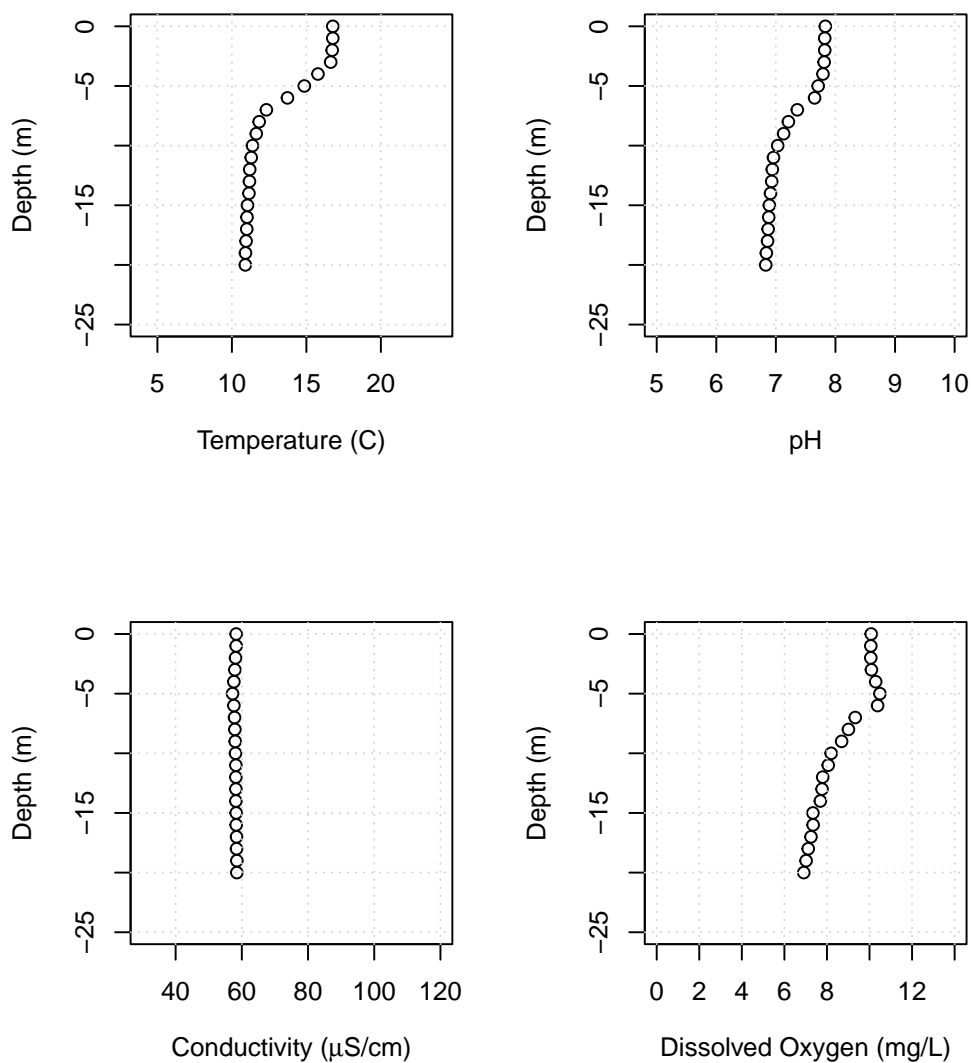 0
−5
−15
−25
Depth (m)
5 10 15 20
Temperature (C)
0
−5
−15
−25
Depth (m)
5 6 7 8 9 10
pH
0
−5
−15
−25
Depth (m)
40 60 80 100 120
Conductivity (μS/cm)
0
−5
−15
−25
Depth (m)
0 2 4 6 8 12
Dissolved Oxygen (mg/L)